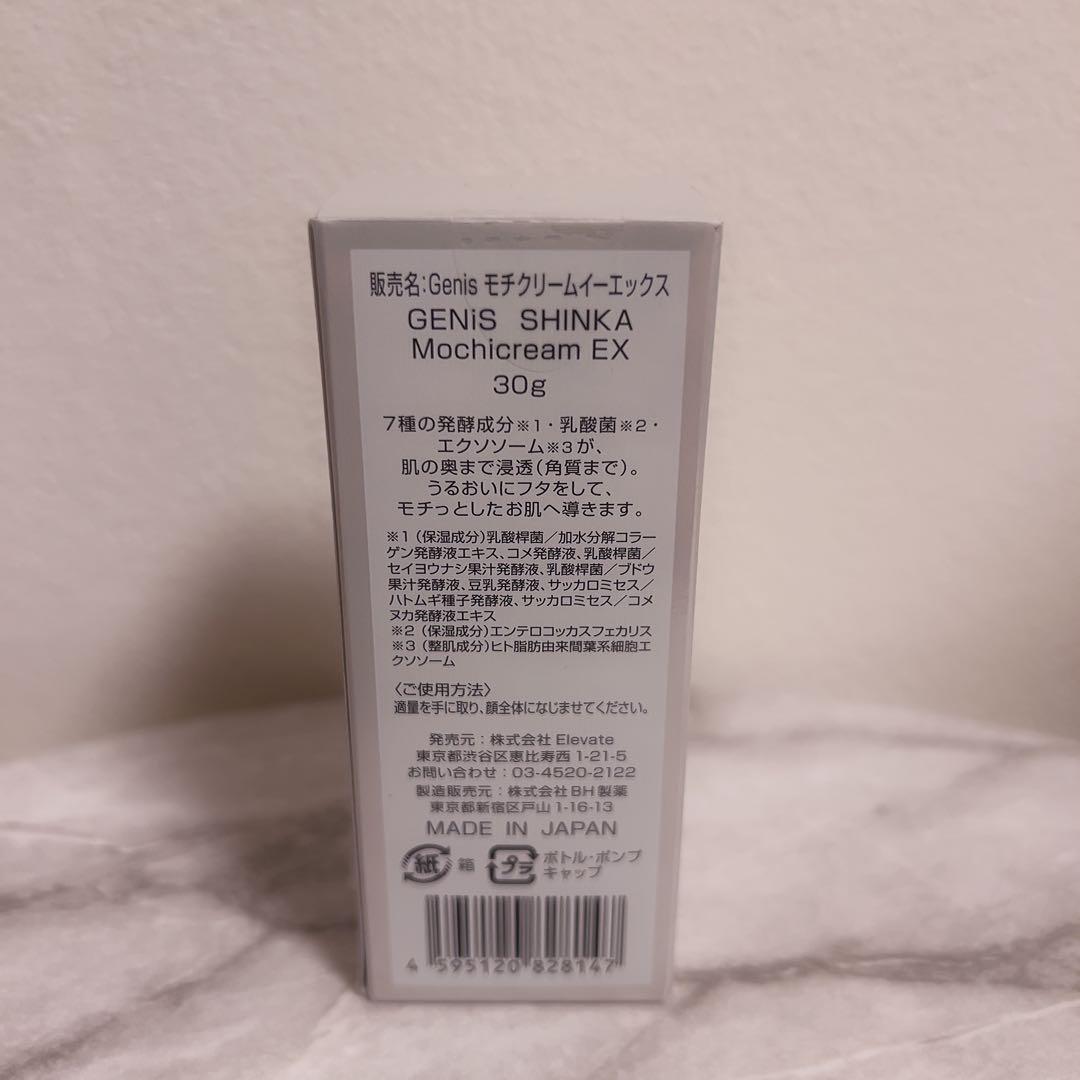 販売名:Genis モチクリームイーエックス
GENiS SHINKA
Mochicream EX
30g
7種の発酵成分※1・乳酸菌※2・
エクソソーム※3が、
肌の奥まで浸透(角質まで)。
うるおいにフタをして、
モチっとしたお肌へ導きます。
※1(保湿成分)乳酸桿菌/加水分解コラー
ゲン発酵液エキス、コメ発酵液、乳酸桿菌/
セイヨウナシ果汁発酵液、乳酸桿菌/ブドウ
果汁発酵液、豆乳発酵液、サッカロミセス/
ハトムギ種子発酵液、サッカロミセス/コメ
ヌカ発酵液エキス
※2(保湿成分)エンテロコッカスフェカリス
※3(整肌成分)ヒト脂肪由来間葉系細胞エ
クソソーム
〈ご使用方法〉
適量を手に取り、顔全体になじませてください。
発売元:株式会社Elevate
東京都渋谷区恵比寿西1-21-5
お問い合わせ:03-4520-2122
製造販売元:株式会社BH製薬
東京都新宿区戸山1-16-13
MADE IN JAPAN
紙 箱 プラ ボトル・ポンプ
キャップ
4 595120 828147